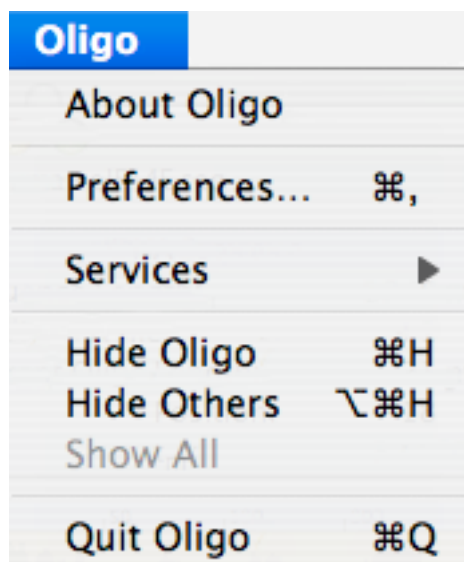 Oligo
About Oligo
Preferences... ⌘,
Services ▶
Hide Oligo ⌘H
Hide Others ⌥⌘H
Show All
Quit Oligo ⌘Q